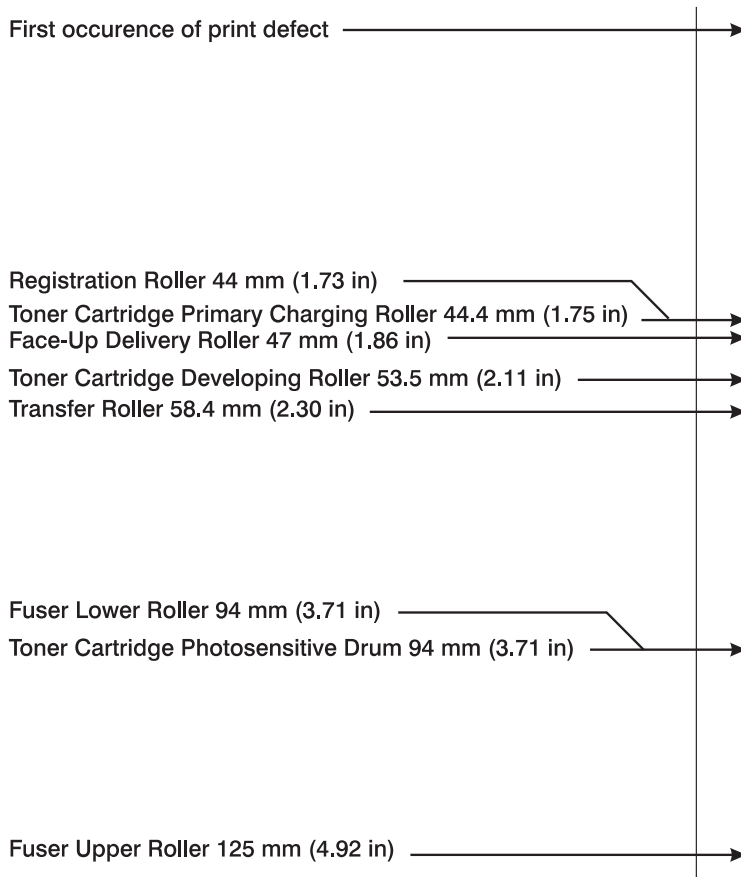 First occurence of print defect
Registration Roller 44 mm (1.73 in)
Toner Cartridge Primary Charging Roller 44.4 mm (1.75 in)
Face-Up Delivery Roller 47 mm (1.86 in)
Toner Cartridge Developing Roller 53.5 mm (2.11 in)
Transfer Roller 58.4 mm (2.30 in)
Fuser Lower Roller 94 mm (3.71 in)
Toner Cartridge Photosensitive Drum 94 mm (3.71 in)
Fuser Upper Roller 125 mm (4.92 in)